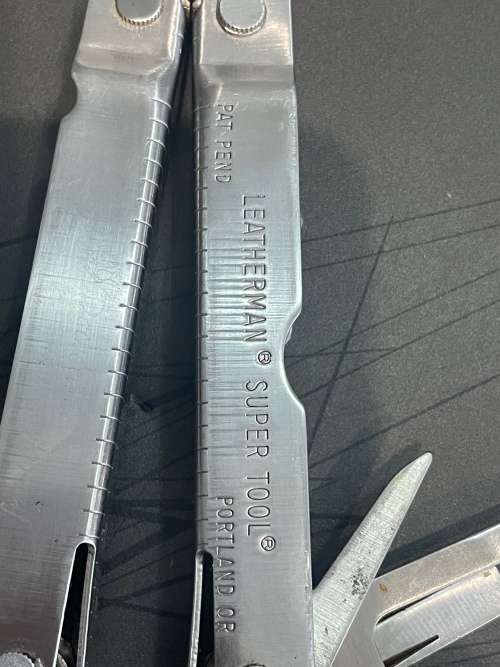 PAT PEND
LEATHERMAN® SUPER TOOL®
PORTLAND OR